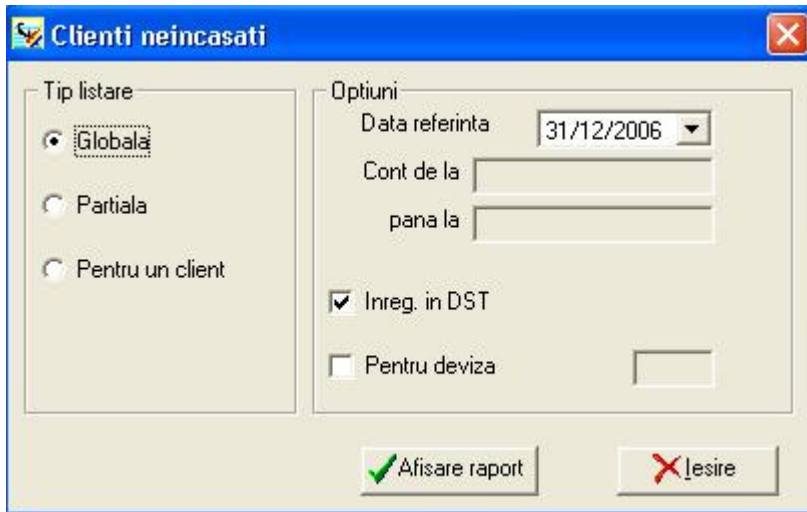 Clienti neincasati
Tip listare
Globala
Partiala
Pentru un client
Optiuni
Data referinta 31/12/2006
Cont de la
pana la
Inreg. in DST
Pentru deviza
Afisare raport
Iesire